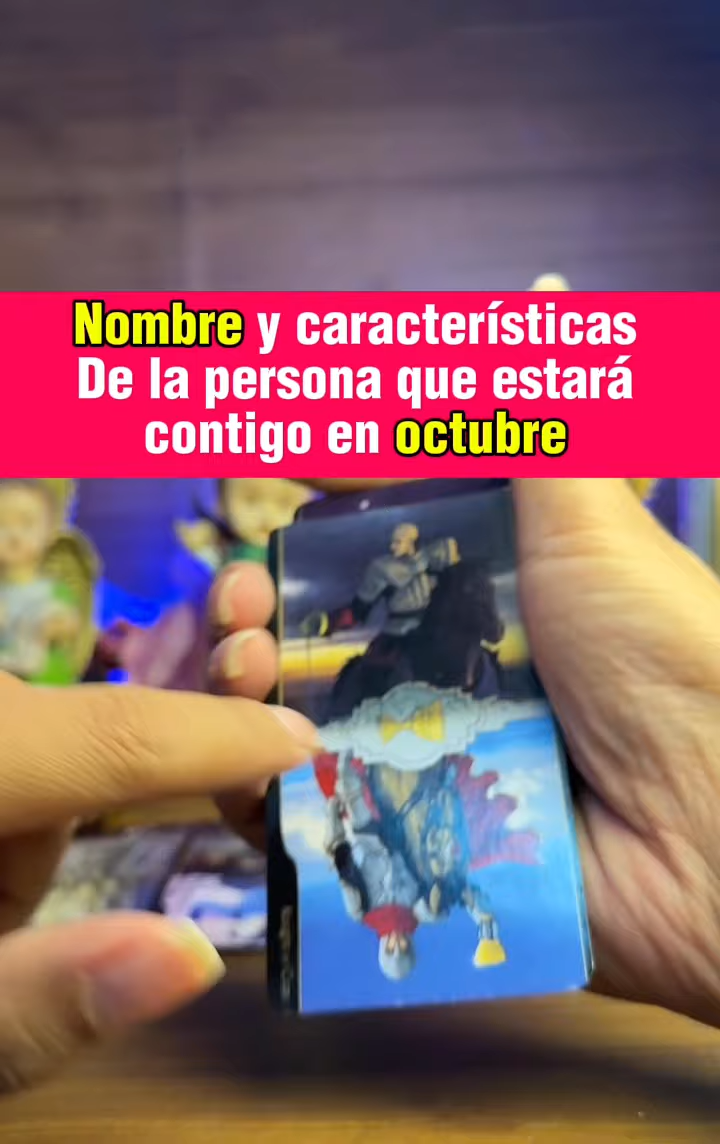 Nombre y características
De la persona que estará
contigo en octubre